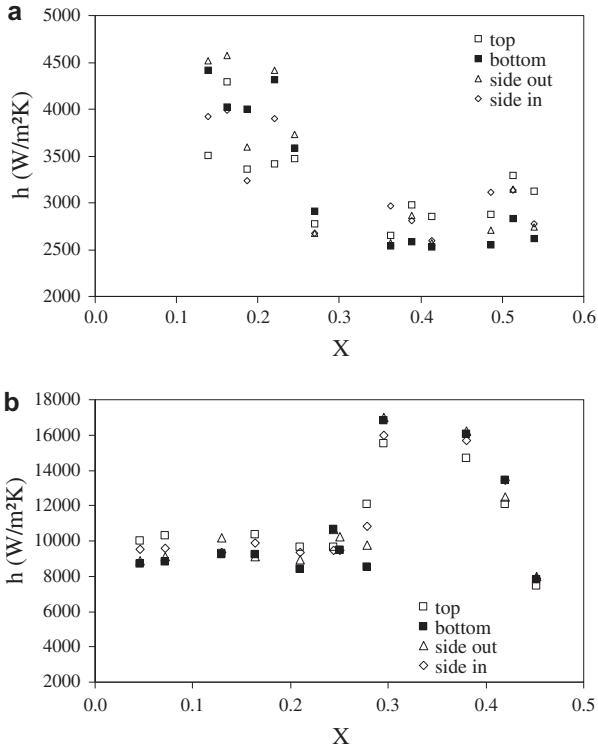 a
5000
4500
4000
3500
3000
2500
2000
h (W/m²K)
top
bottom
side out
side in
0.0 0.1 0.2 0.3 0.4 0.5 0.6
X
b
18000
16000
14000
12000
10000
8000
6000
4000
2000
h (W/m²K)
top
bottom
side out
side in
0.0 0.1 0.2 0.3 0.4 0.5
X